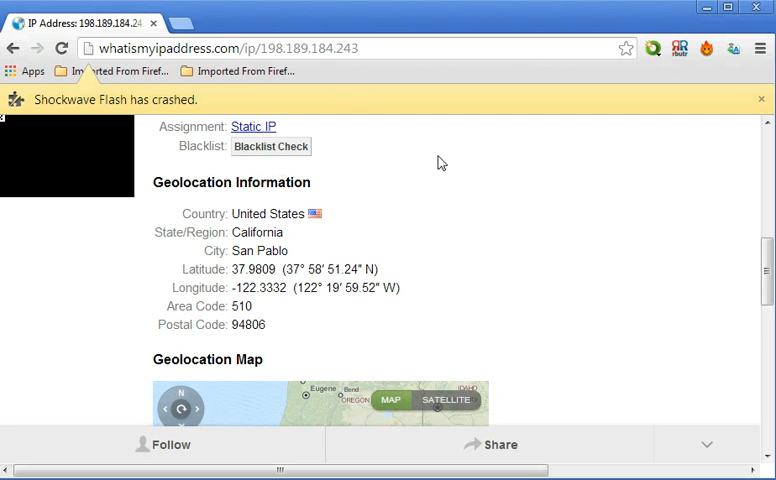 IP Address: 198.189.184.24
whatismyipaddress.com/ip/198.189.184.243
Apps
Imported From Firef...
Imported From Firef...
Shockwave Flash has crashed.
Assignment: Static IP
Blacklist: Blacklist Check
Geolocation Information
Country: United States
State/Region: California
City: San Pablo
Latitude: 37.9809 (37° 58′ 51.24″ N)
Longitude: -122.3332 (122° 19′ 59.52″ W)
Area Code: 510
Postal Code: 94806
Geolocation Map
N
Eugene
Bend
OREGON
IDAHO
MAP
SATELLITE
Follow
Share